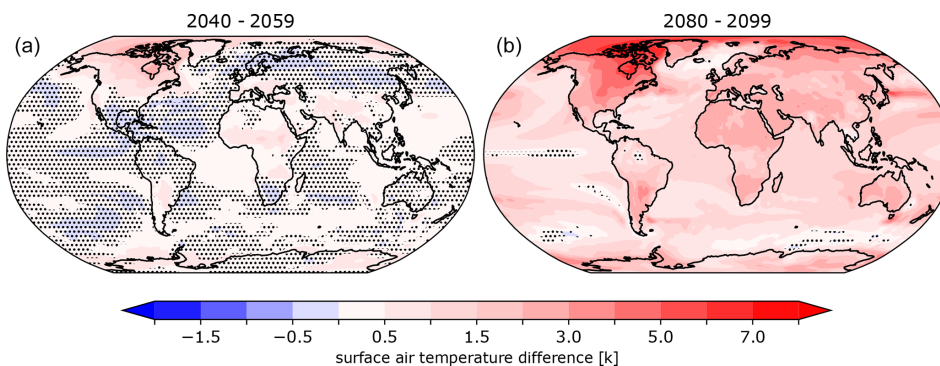 2040 - 2059
2080 - 2099
(a)
(b)
−1.5 −0.5 0.5 1.5 3.0 5.0 7.0
surface air temperature difference [k]